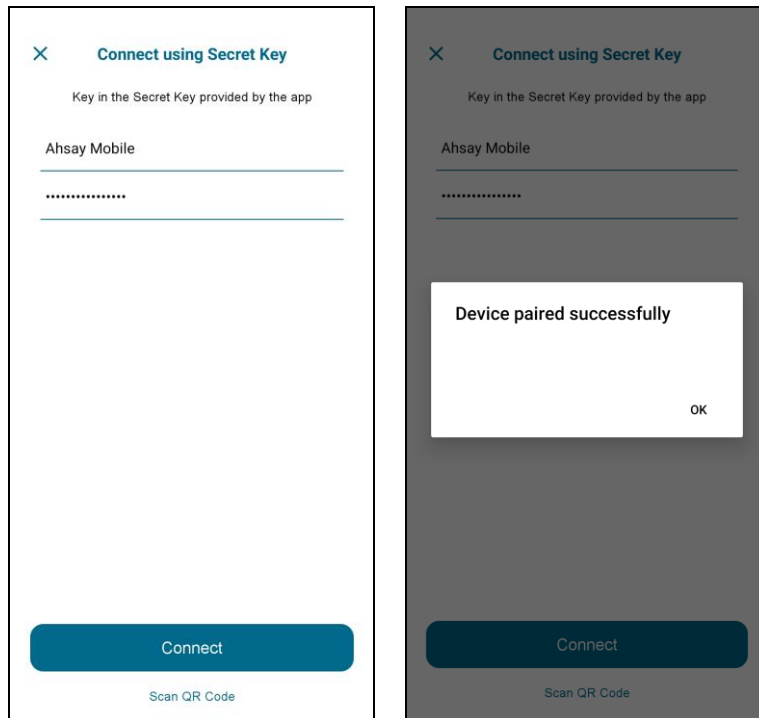 Connect using Secret Key
Key in the Secret Key provided by the app
Ahsay Mobile
••••••••••••••••
Connect
Scan QR Code
Connect using Secret Key
Key in the Secret Key provided by the app
Ahsay Mobile
••••••••••••••••
Device paired successfully
OK
Connect
Scan QR Code